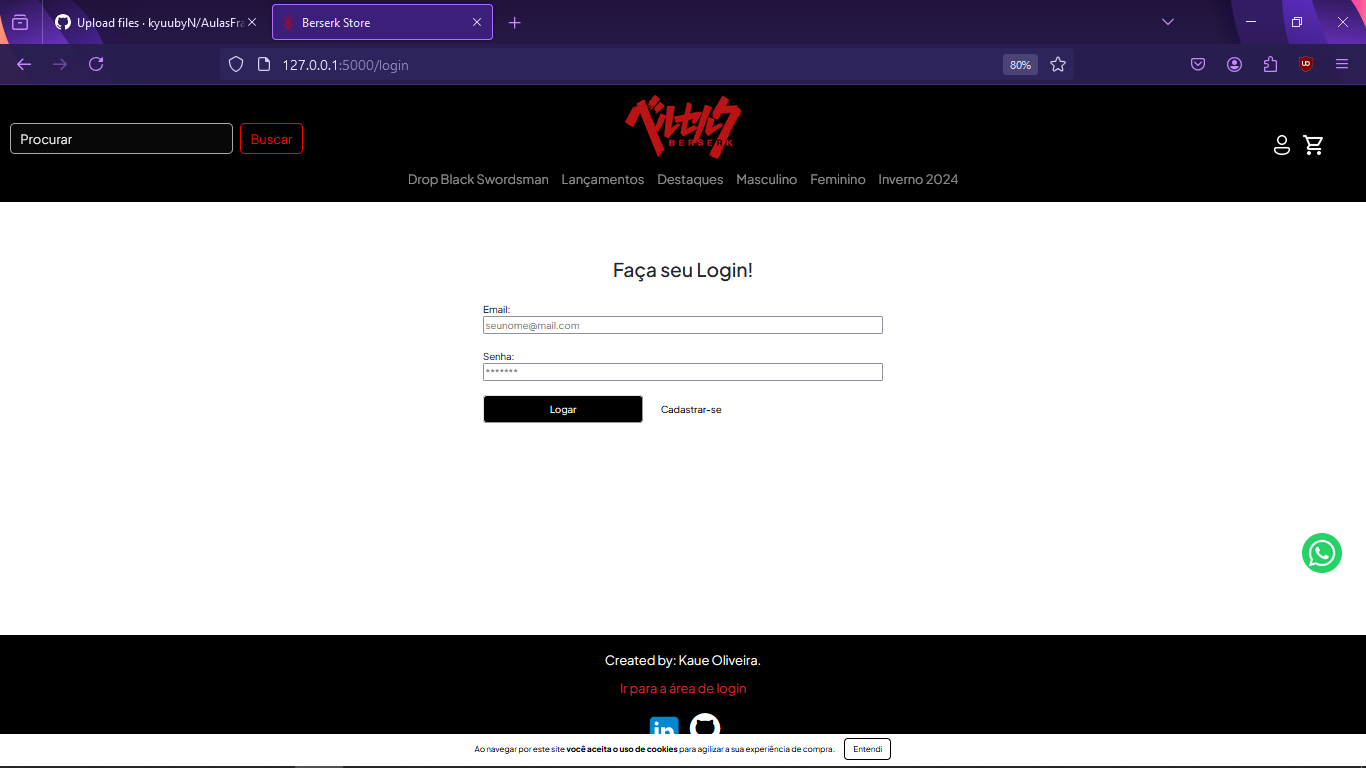 Upload files · kyuubyN/AulasFra
Berserk Store
127.0.0.1:5000/login
80%
Procurar
Buscar
ベルセルク
BERSERK
Drop Black Swordsman Lançamentos Destaques Masculino Feminino Inverno 2024
Faça seu Login!
Email:
seunome@mail.com
Senha:
*******
Logar
Cadastrar-se
Created by: Kaue Oliveira.
Ir para a área de login
in
Ao navegar por este site você aceita o uso de cookies para agilizar a sua experiência de compra.
Entendi